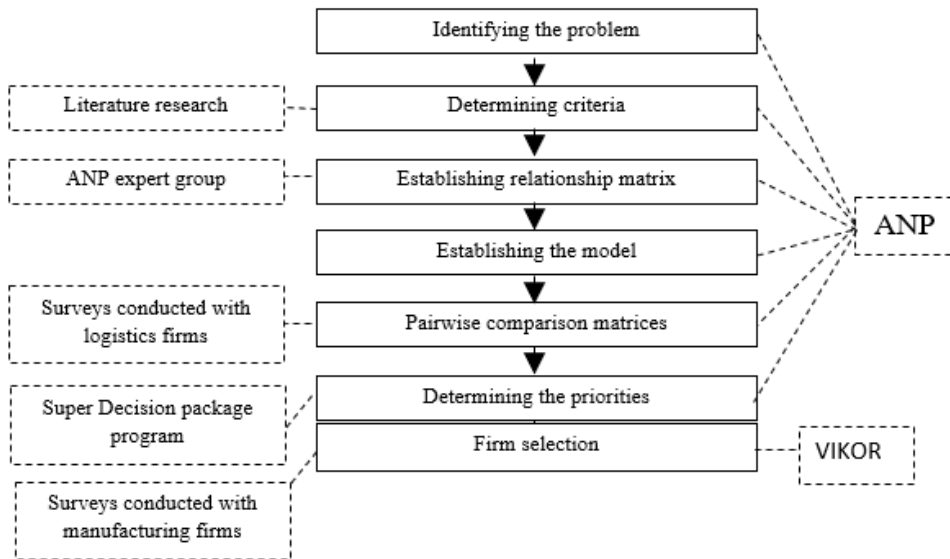 Identifying the problem
Literature research
Determining criteria
ANP expert group
Establishing relationship matrix
ANP
Establishing the model
Surveys conducted with
logistics firms
Pairwise comparison matrices
Super Decision package
program
Determining the priorities
Firm selection
VIKOR
Surveys conducted with
manufacturing firms